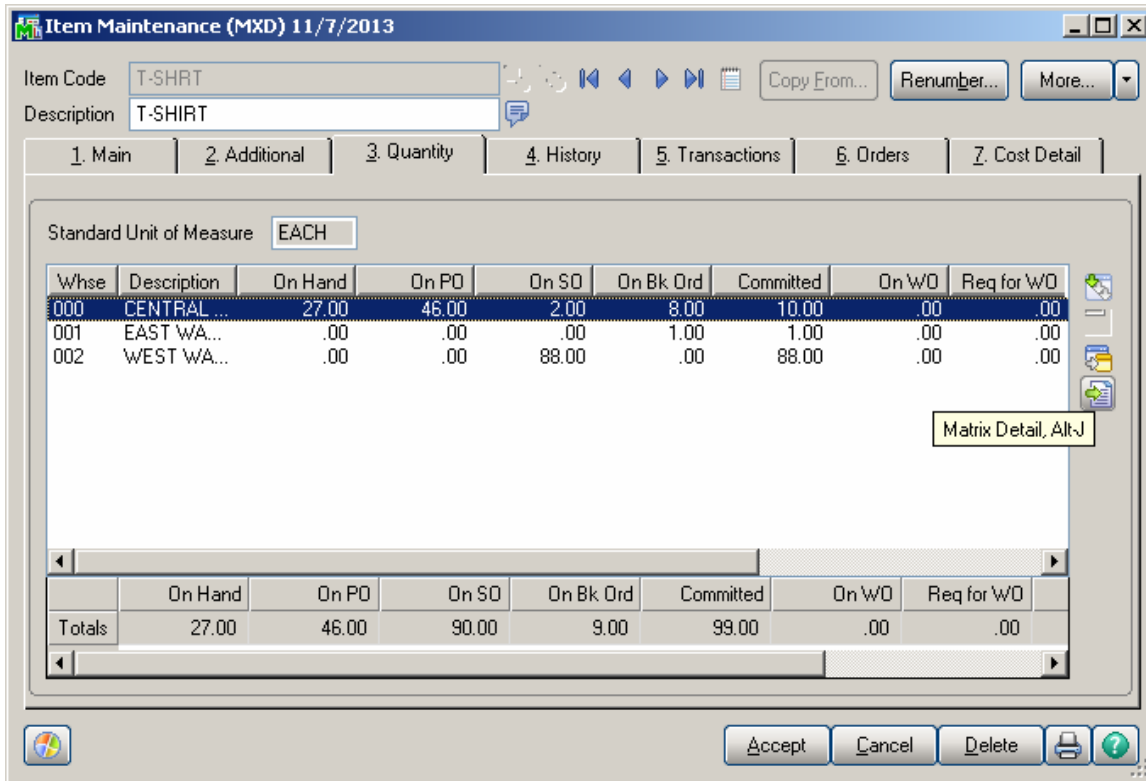 Item Maintenance (MXD) 11/7/2013
Item Code T-SHRT Copy From... Renumber... More...
Description T-SHIRT
1. Main 2. Additional 3. Quantity 4. History 5. Transactions 6. Orders 7. Cost Detail
Standard Unit of Measure EACH
Whse Description On Hand On PO On SO On Bk Ord Committed On WO Req for WO
000 CENTRAL ... 27.00 46.00 2.00 8.00 10.00 .00 .00
001 EAST WA... .00 .00 .00 1.00 1.00 .00 .00
002 WEST WA... .00 .00 88.00 .00 88.00 .00 .00
Matrix Detail, Alt-J
On Hand On PO On SO On Bk Ord Committed On WO Req for WO
Totals 27.00 46.00 90.00 9.00 99.00 .00 .00
Accept Cancel Delete ?